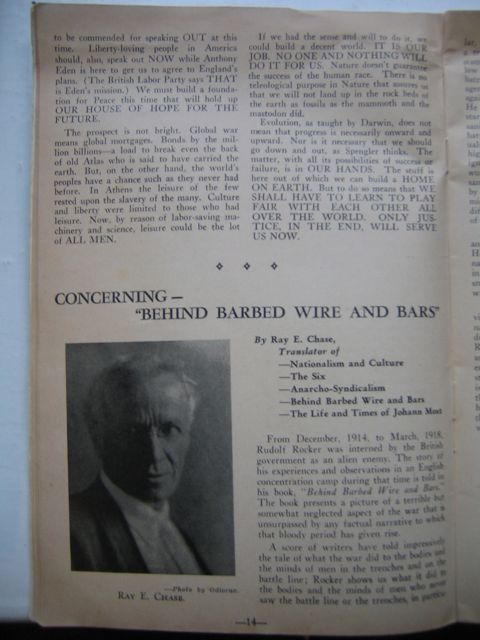 to be commended for speaking OUT at this
time. Liberty-loving people in America
should, also, speak out NOW while Anthony
Eden is here to get us to agree to England's
plans. (The British Labor Party says THAT
is Eden's mission.) We must build a founda-
tion for Peace this time that will hold up
OUR HOUSE OF HOPE FOR THE
FUTURE.
The prospect is not bright. Global war
means global mortgages. Bonds by the mil-
lion billions—a load to break even the back
of old Atlas who is said to have carried the
earth. But, on the other hand, the world's
peoples have a chance such as they never had
before. In Athens the leisure of the few
rested upon the slavery of the many. Culture
and liberty were limited to those who had
leisure. Now, by reason of labor-saving ma-
chinery and science, leisure could be the lot
of ALL MEN.
If we had the sense and will to do it, we
could build a decent world. IT IS OUR
JOB. NO ONE AND NOTHING WILL
DO IT FOR US. Nature doesn't guarantee
the success of the human race. There is no
teleological purpose in Nature that assures us
that we will not land up in the rock beds of
the earth as fossils as the mammoth and the
mastodon did.
Evolution, as taught by Darwin, does not
mean that progress is necessarily onward and
upward. Nor is it necessary that we should
go down and out, as Spengler thinks. The
matter, with all its possibilities of success or
failure, is in OUR HANDS. The stuff is
here out of which we can build a HOME
ON EARTH. But to do so means that WE
SHALL HAVE TO LEARN TO PLAY
FAIR WITH EACH OTHER ALL
OVER THE WORLD. ONLY JUS-
TICE, IN THE END, WILL SERVE
US NOW.
CONCERNING—
"BEHIND BARBED WIRE AND BARS"
By Ray E. Chase,
Translator of
—Nationalism and Culture
—The Six
—Anarcho-Syndicalism
—Behind Barbed Wire and Bars
—The Life and Times of Johann Most
From December, 1914, to March, 1918,
Rudolf Rocker was interned by the British
government as an alien enemy. The story of
his experiences and observations in an English
concentration camp during that time is told in
his book, "Behind Barbed Wire and Bars."
The book presents a picture of a terrible but
somewhat neglected aspect of the war that is
unsurpassed by any factual narrative to which
that bloody period has given rise.
A score of writers have told impressively
the tale of what the war did to the bodies and
the minds of men in the trenches and on the
battle line; Rocker shows us what it did to
the bodies and the minds of men who never
saw the battle line or the trenches, in
—Photo by Odiorne.
RAY E. CHASE.
—14—